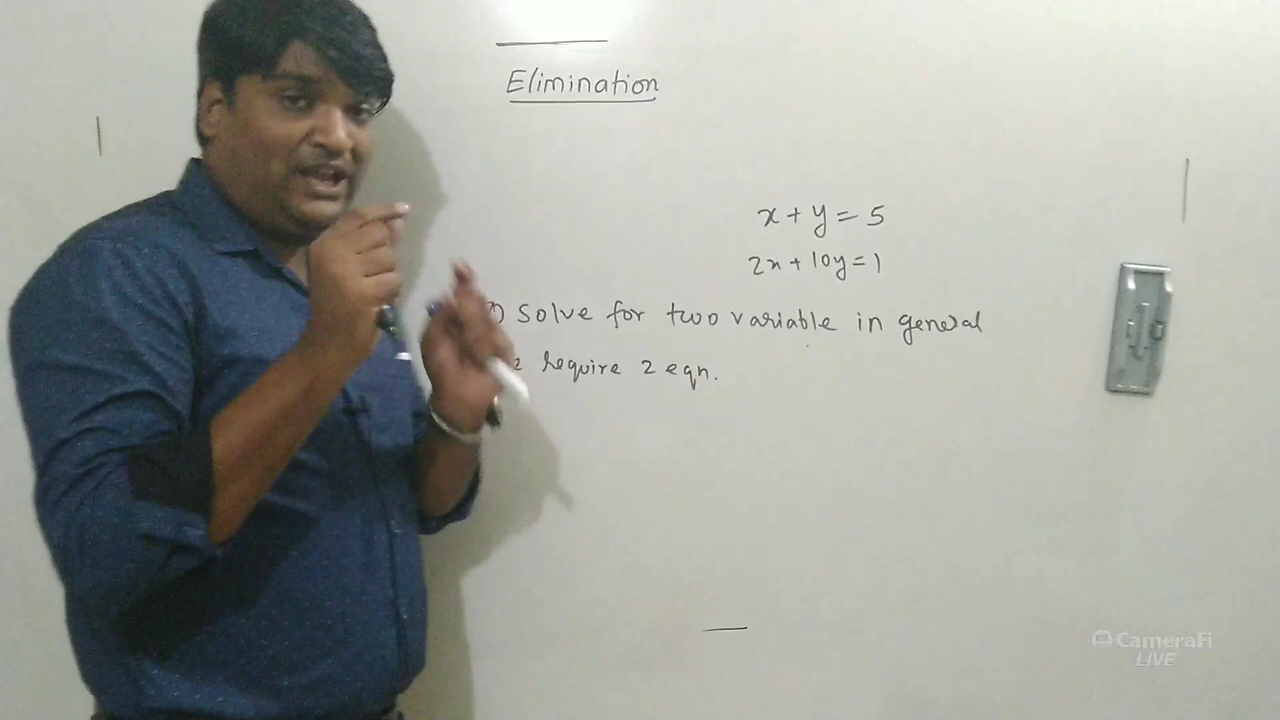 Elimination
x + y = 5
2x + 10y = 1
Solve for two variable in general
require 2 eqn.
CameraFi
LIVE